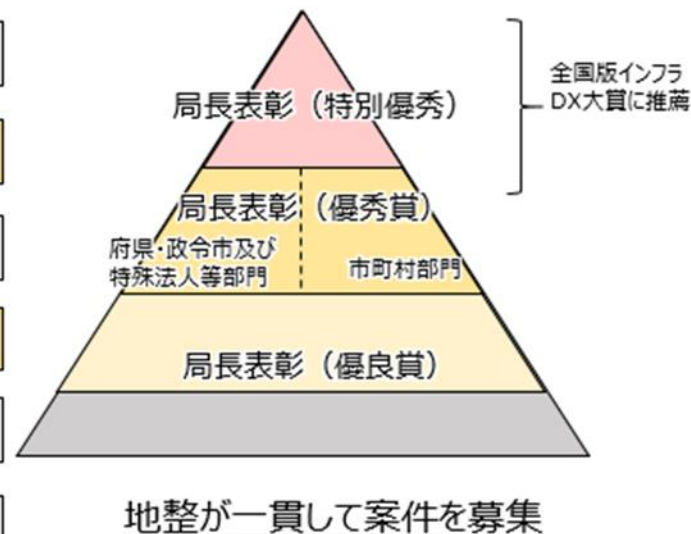 局長表彰（特別優秀）
全国版インフラ
DX大賞に推薦
局長表彰（優秀賞）
府県・政令市及び
特殊法人等部門
市町村部門
局長表彰（優良賞）
地整が一貫して案件を募集